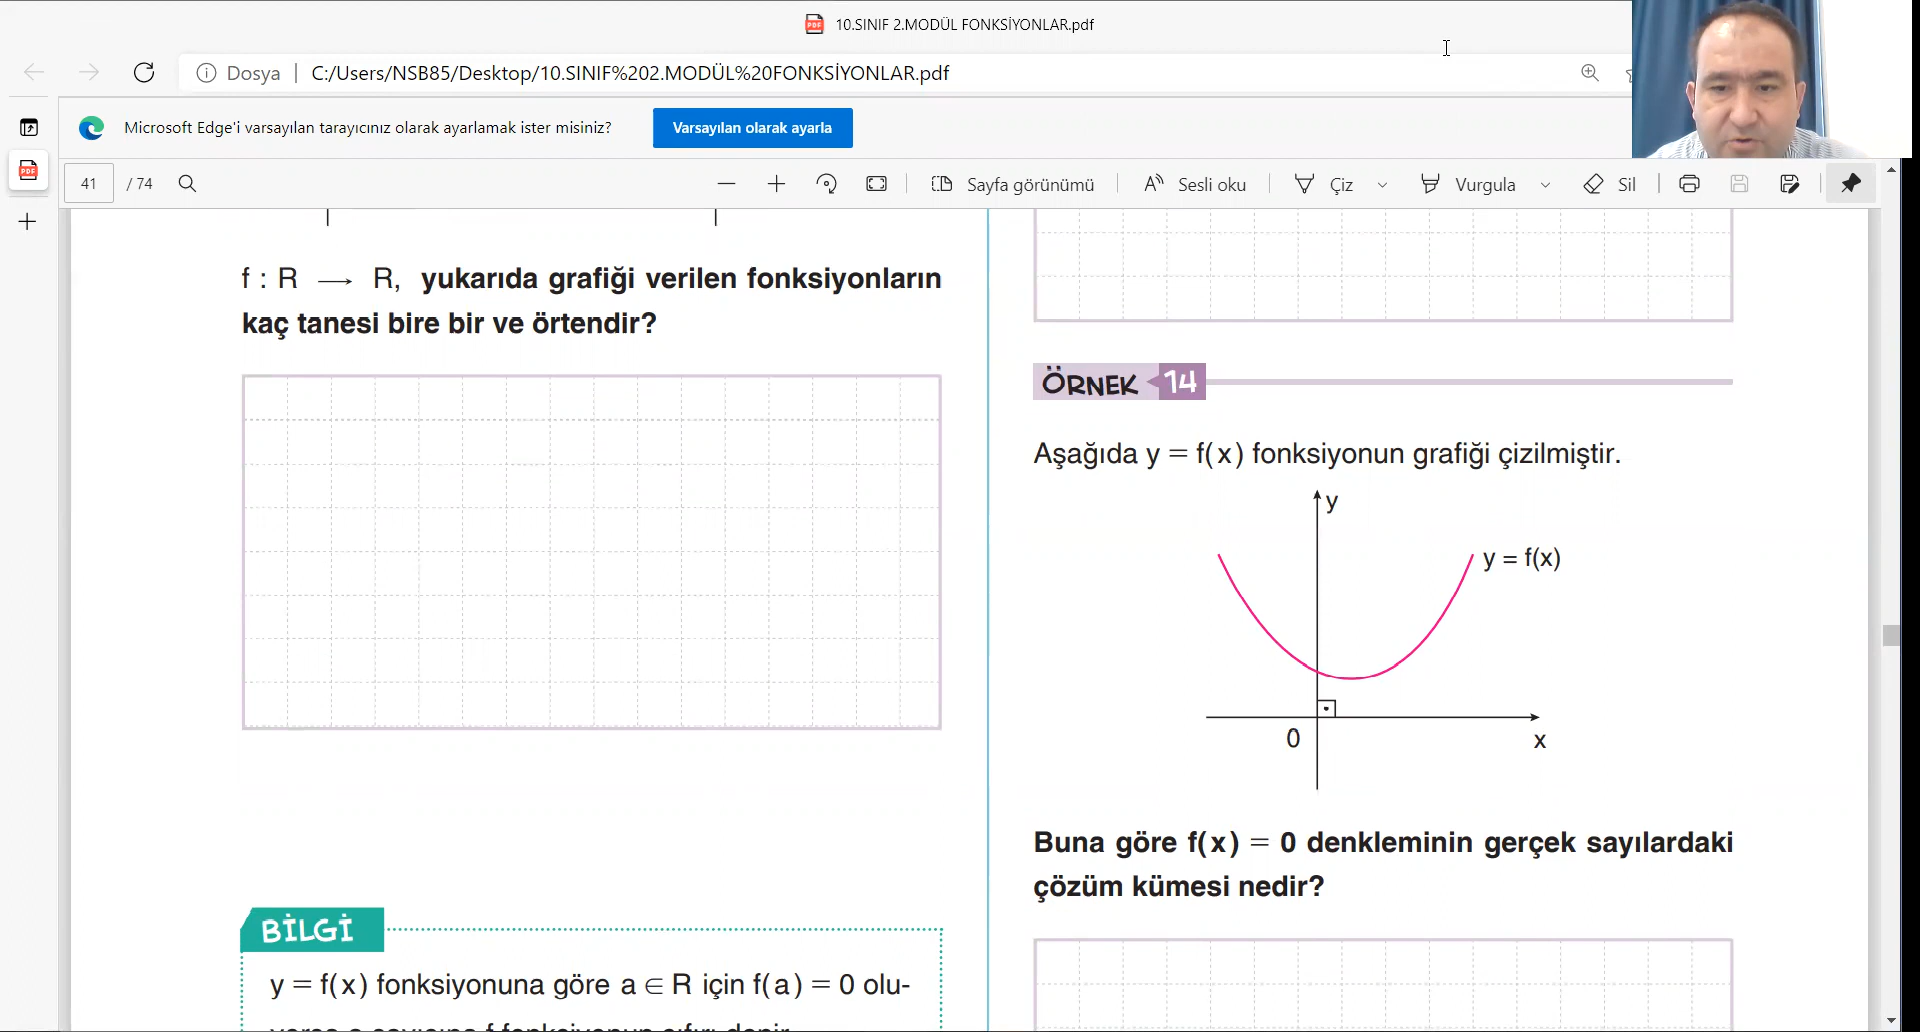 10.SINIF 2.MODÜL FONKSİYONLAR.pdf
Dosya | C:/Users/NSB85/Desktop/10.SINIF%202.MODÜL%20FONKSİYONLAR.pdf
Microsoft Edge'i varsayılan tarayıcınız olarak ayarlamak ister misiniz?
Varsayılan olarak ayarla
PDF
41 / 74
Sayfa görünümü
Sesli oku
Çiz
Vurgula
Sil
f : R → R, yukarıda grafiği verilen fonksiyonların
kaç tanesi bire bir ve örtendir?
BİLGİ
y = f(x) fonksiyonuna göre a ∈ R için f(a) = 0 olu-
ÖRNEK 14
Aşağıda y = f(x) fonksiyonun grafiği çizilmiştir.
y
y = f(x)
0
x
Buna göre f(x) = 0 denkleminin gerçek sayılardaki
çözüm kümesi nedir?